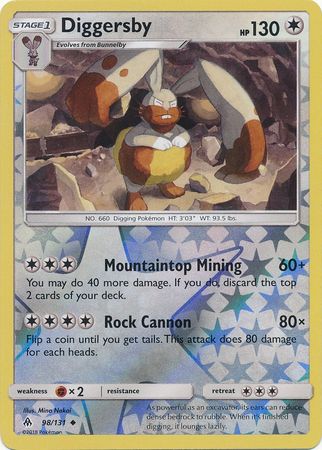 STAGE1 Diggersby HP 130
Evolves from Bunnelby
NO. 660 Digging Pokémon HT: 3'03" WT: 93.5 lbs.
Mountaintop Mining 60+
You may do 40 more damage. If you do, discard the
top 2 cards of your deck.
Rock Cannon 80×
Flip a coin until you get tails. This attack does 80
damage for each heads.
weakness × 2 resistance retreat
Illus. Mina Nakai
98/131
©2018 Pokémon
As powerful as an excavator, its ears can reduce
dense bedrock to rubble. When it's finished
digging, it lounges lazily.